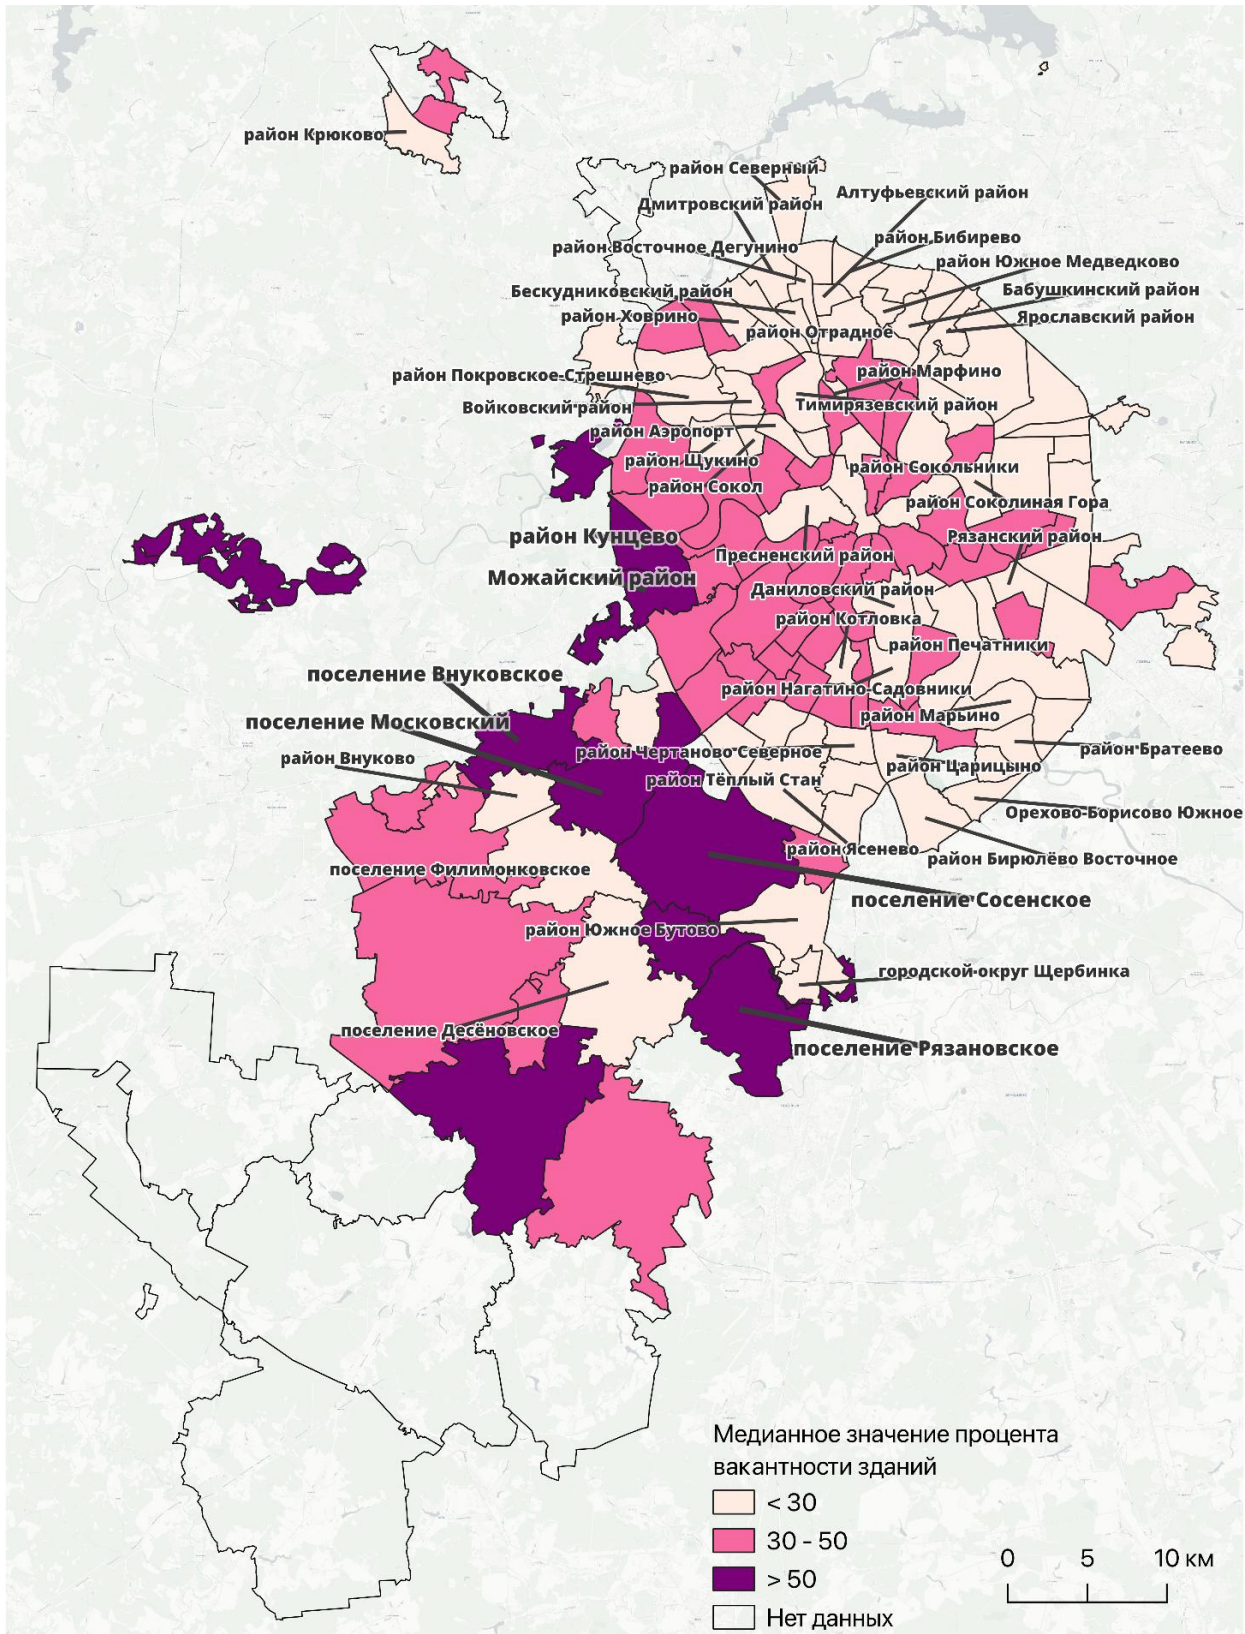 район Крюково
район Северный
Алтуфьевский район
Дмитровский район
район Бибирево
район Восточное Дегунино
район Южное Медведково
Бабушкинский район
Бескудниковский район
район Ховрино
Ярославский район
район Отрадное
район Марфино
район Покровское-Стрешнево
Войковский район
Тимирязевский район
район Аэропорт
район Щукино
район Сокольники
район Сокол
район Соколиная Гора
район Кунцево
Рязанский район
Пресненский район
Можайский район
Даниловский район
район Котловка
район Печатники
поселение Внуковское
район Нагатино-Садовники
поселение Московский
район Марьино
район Чертаново Северное
район Братеево
район Внуково
район Царицыно
район Тёплый Стан
Орехово-Борисово Южное
район Ясенево
район Бирюлёво Восточное
поселение Филимонковское
поселение Сосенское
район Южное Бутово
городской округ Щербинка
поселение Десёновское
поселение Рязановское
Медианное значение процента
вакантности зданий
< 30
30 - 50
> 50
Нет данных
0 5 10 км